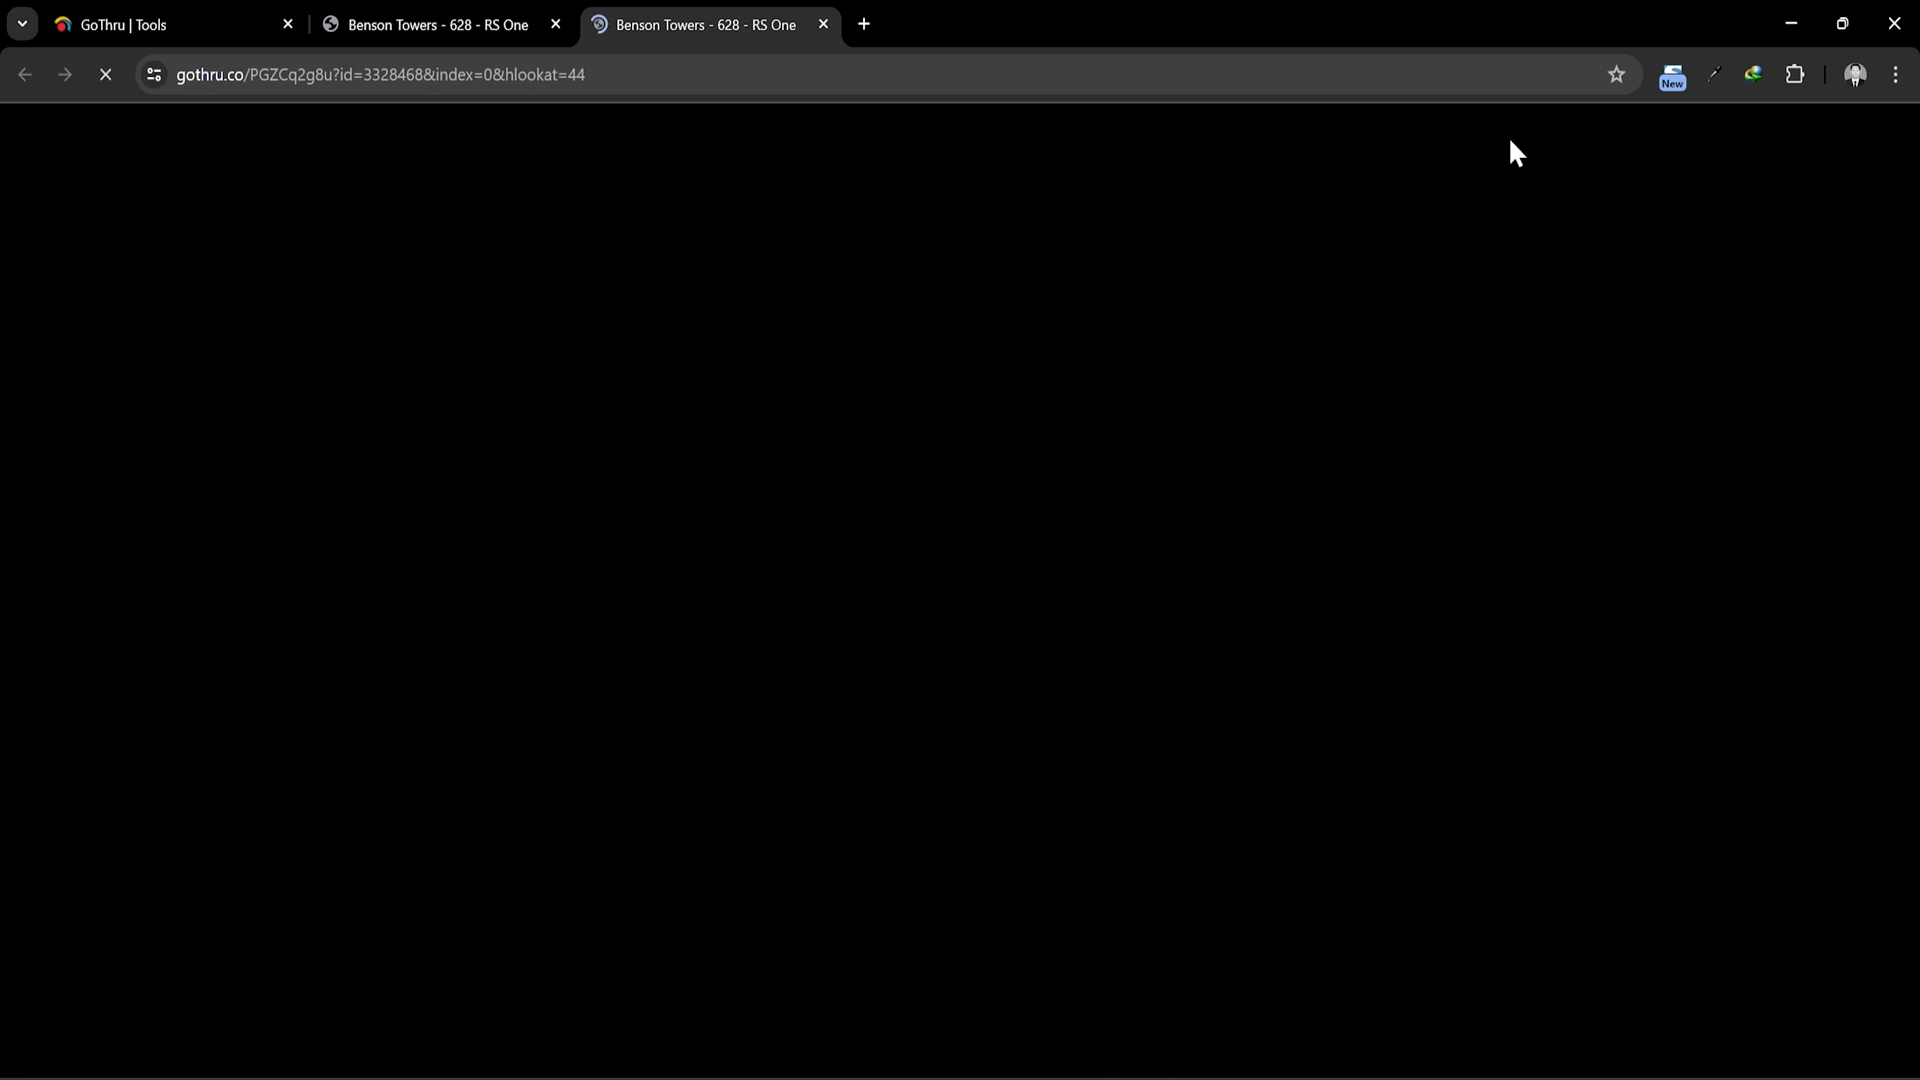 GoThru | Tools
Benson Towers - 628 - RS One
Benson Towers - 628 - RS One
gothru.co/PGZCq2g8u?id=3328468&index=0&hlookat=44
New